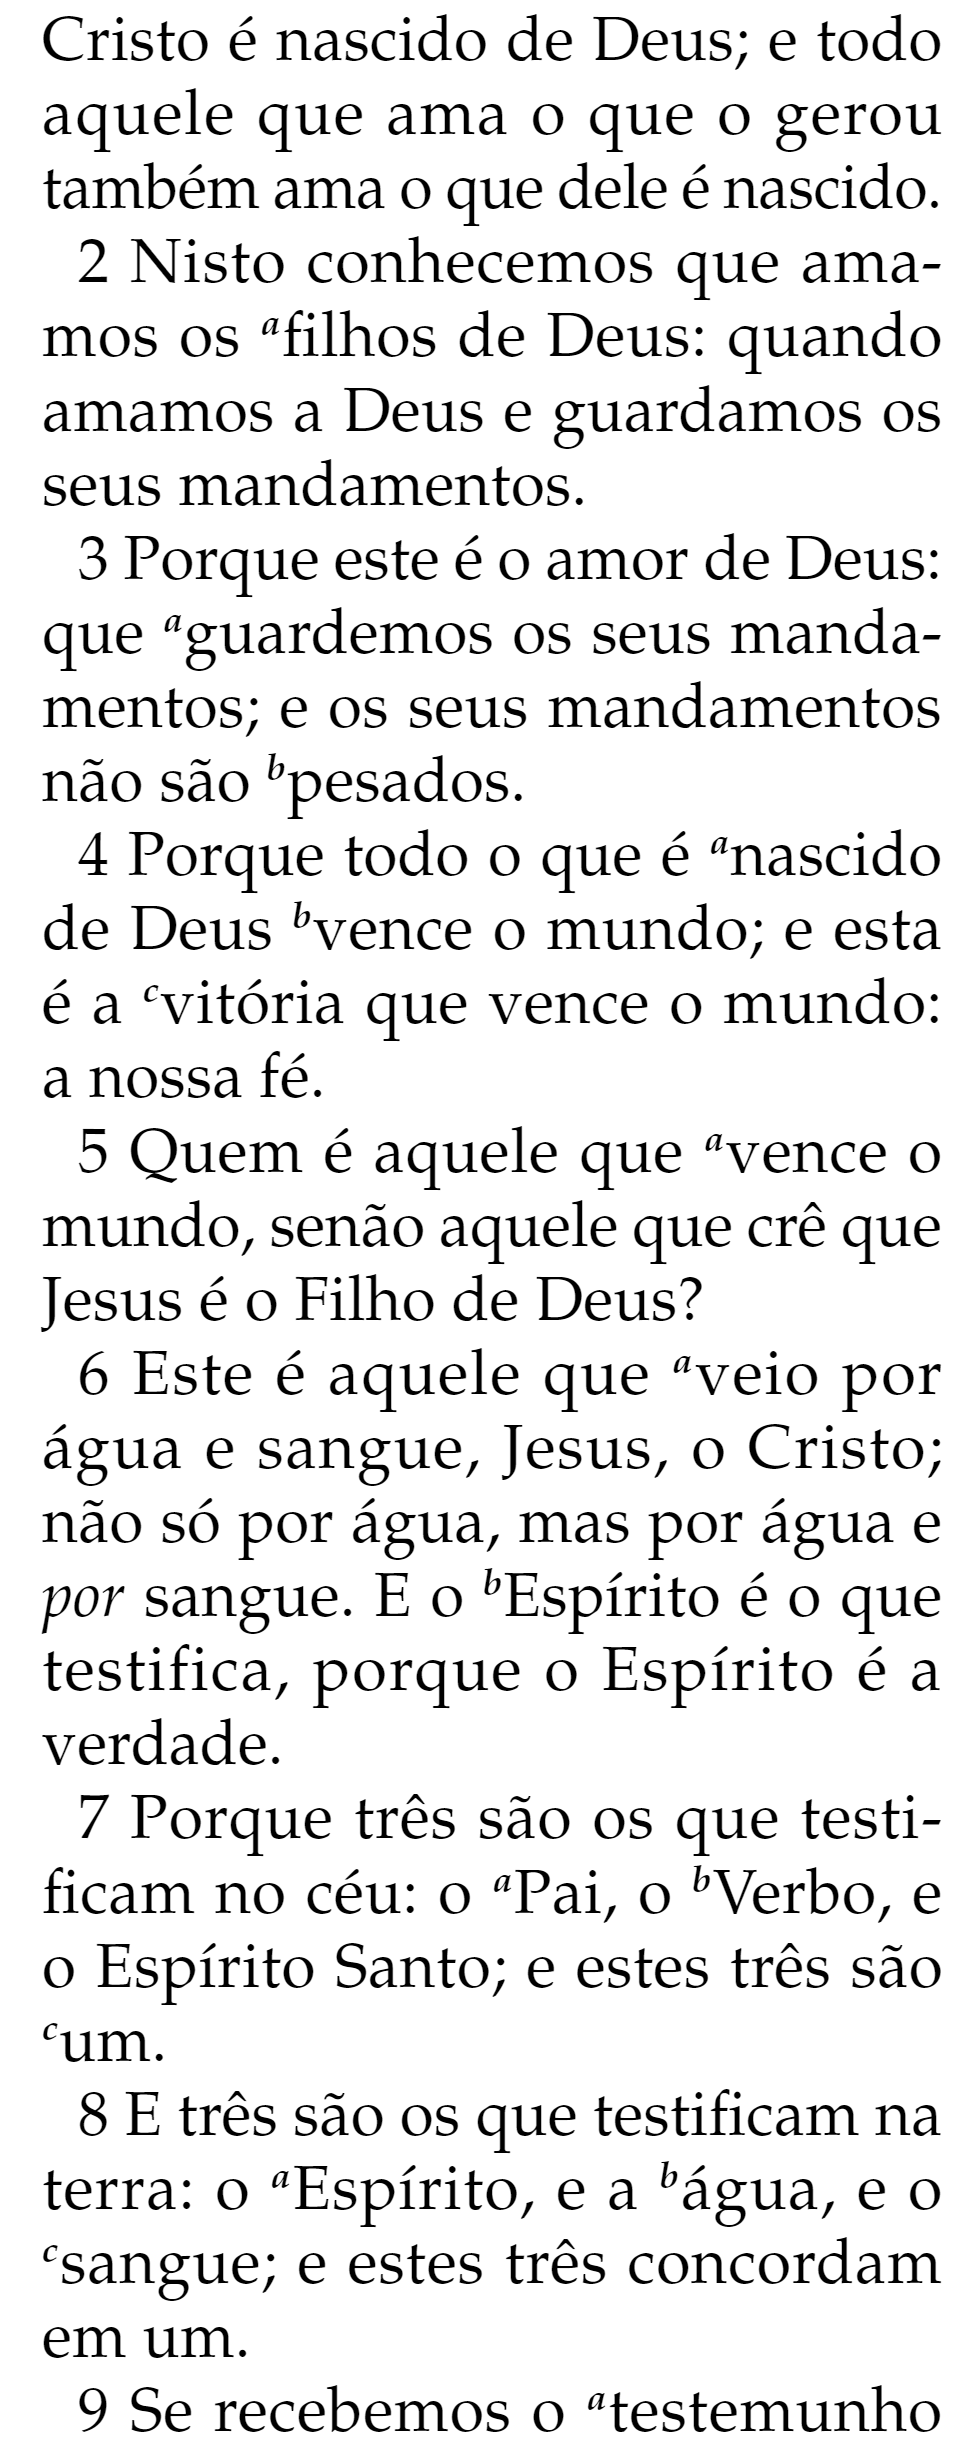 Cristo é nascido de Deus; e todo
aquele que ama o que o gerou
também ama o que dele é nascido.
2 Nisto conhecemos que ama-
mos os ᵃfilhos de Deus: quando
amamos a Deus e guardamos os
seus mandamentos.
3 Porque este é o amor de Deus:
que ᵃguardemos os seus manda-
mentos; e os seus mandamentos
não são ᵇpesados.
4 Porque todo o que é ᵃnascido
de Deus ᵇvence o mundo; e esta
é a ᶜvitória que vence o mundo:
a nossa fé.
5 Quem é aquele que ᵃvence o
mundo, senão aquele que crê que
Jesus é o Filho de Deus?
6 Este é aquele que ᵃveio por
água e sangue, Jesus, o Cristo;
não só por água, mas por água e
por sangue. E o ᵇEspírito é o que
testifica, porque o Espírito é a
verdade.
7 Porque três são os que testi-
ficam no céu: o ᵃPai, o ᵇVerbo, e
o Espírito Santo; e estes três são
ᶜum.
8 E três são os que testificam na
terra: o ᵃEspírito, e a ᵇágua, e o
ᶜsangue; e estes três concordam
em um.
9 Se recebemos o ᵃtestemunho